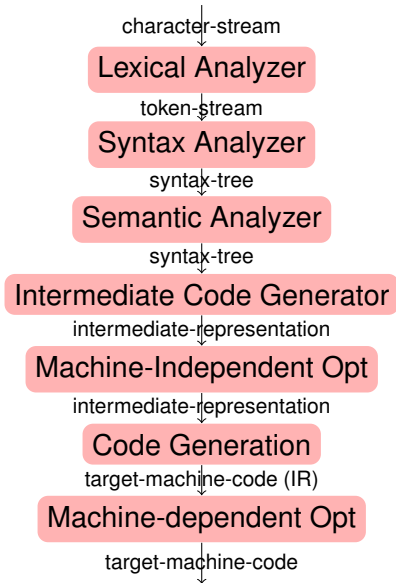 character-stream
Lexical Analyzer
token-stream
Syntax Analyzer
syntax-tree
Semantic Analyzer
syntax-tree
Intermediate Code Generator
intermediate-representation
Machine-Independent Opt
intermediate-representation
Code Generation
target-machine-code (IR)
Machine-dependent Opt
target-machine-code